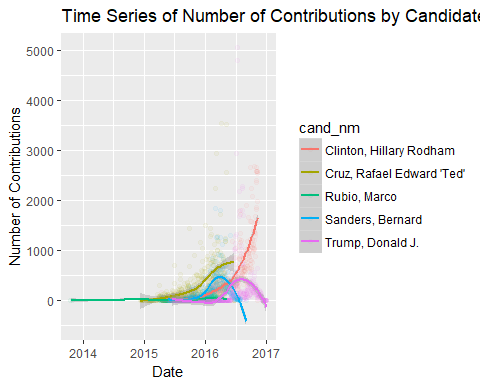 Time Series of Number of Contributions by Candidate
Number of Contributions
5000
4000
3000
2000
1000
0
2014 2015 2016 2017
Date
cand_nm
Clinton, Hillary Rodham
Cruz, Rafael Edward 'Ted'
Rubio, Marco
Sanders, Bernard
Trump, Donald J.